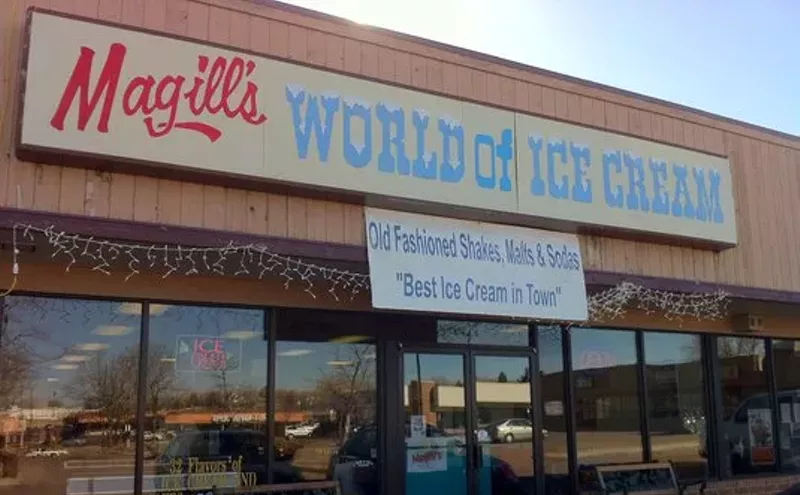 Magill's WORLD of ICE CREAM
Old Fashioned Shakes, Malts & Sodas
"Best Ice Cream in Town"
ICE
32 Flavors of
Magill's